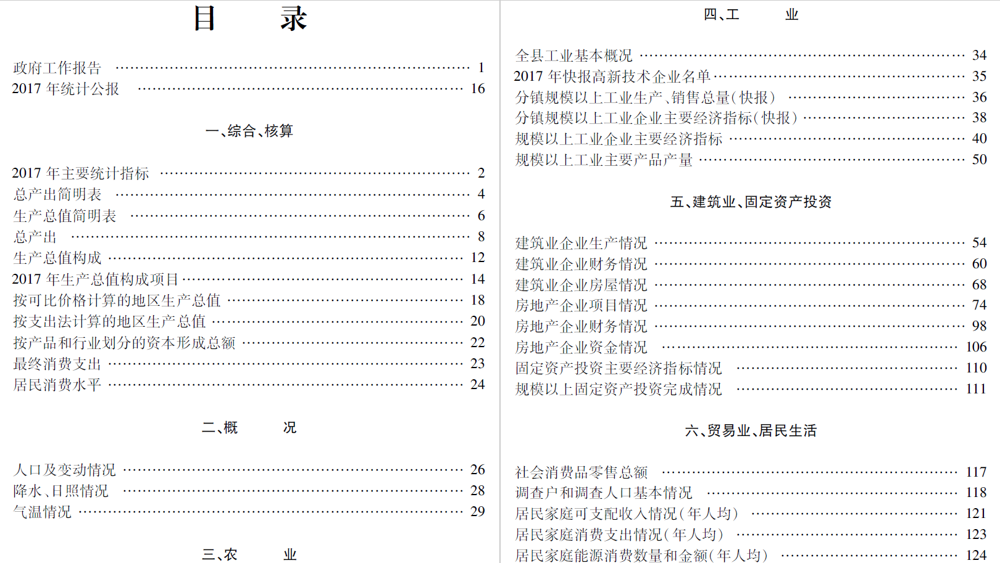 目 录
政府工作报告 ………………………………………………………… 1
2017 年统计公报 ………………………………………………………… 16
一、综合、核算
2017 年主要统计指标 ………………………………………………………… 2
总产出简明表 ………………………………………………………… 4
生产总值简明表 ………………………………………………………… 6
总产出 ………………………………………………………… 8
生产总值构成 ………………………………………………………… 12
2017 年生产总值构成项目 ………………………………………………………… 14
按可比价格计算的地区生产总值 ………………………………………………………… 18
按支出法计算的地区生产总值 ………………………………………………………… 20
按产品和行业划分的资本形成总额 ………………………………………………………… 22
最终消费支出 ………………………………………………………… 23
居民消费水平 ………………………………………………………… 24
二、概 况
人口及变动情况 ………………………………………………………… 26
降水、日照情况 ………………………………………………………… 28
气温情况 ………………………………………………………… 29
三、农 业
四、工 业
全县工业基本概况 ………………………………………………………… 34
2017 年快报高新技术企业名单 ………………………………………………………… 35
分镇规模以上工业生产、销售总量(快报) ………………………………………………………… 36
分镇规模以上工业企业主要经济指标(快报) ………………………………………………………… 38
规模以上工业企业主要经济指标 ………………………………………………………… 40
规模以上工业主要产品产量 ………………………………………………………… 50
五、建筑业、固定资产投资
建筑业企业生产情况 ………………………………………………………… 54
建筑业企业财务情况 ………………………………………………………… 60
建筑业企业房屋情况 ………………………………………………………… 68
房地产企业项目情况 ………………………………………………………… 74
房地产企业财务情况 ………………………………………………………… 98
房地产企业资金情况 ………………………………………………………… 106
固定资产投资主要经济指标情况 ………………………………………………………… 110
规模以上固定资产投资完成情况 ………………………………………………………… 111
六、贸易业、居民生活
社会消费品零售总额 ………………………………………………………… 117
调查户和调查人口基本情况 ………………………………………………………… 118
居民家庭可支配收入情况(年人均) ………………………………………………………… 121
居民家庭消费支出情况(年人均) ………………………………………………………… 123
居民家庭能源消费数量和金额(年人均) ………………………………………………………… 124